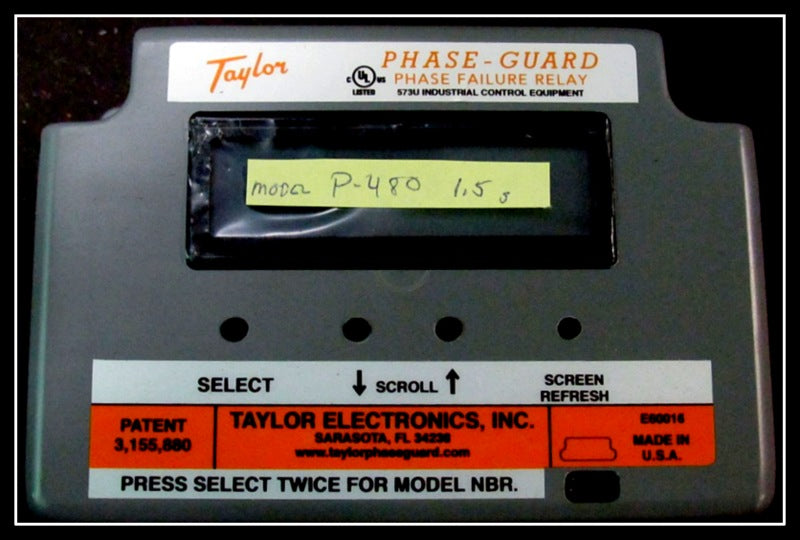 Taylor
PHASE-GUARD
PHASE FAILURE RELAY
C UL US
LISTED
573U INDUSTRIAL CONTROL EQUIPMENT
MODEL P-480 1.5 s
SELECT
↓ SCROLL ↑
SCREEN
REFRESH
PATENT
3,155,880
TAYLOR ELECTRONICS, INC.
SARASOTA, FL 34236
www.taylorphaseguard.com
E60016
MADE IN
U.S.A.
PRESS SELECT TWICE FOR MODEL NBR.